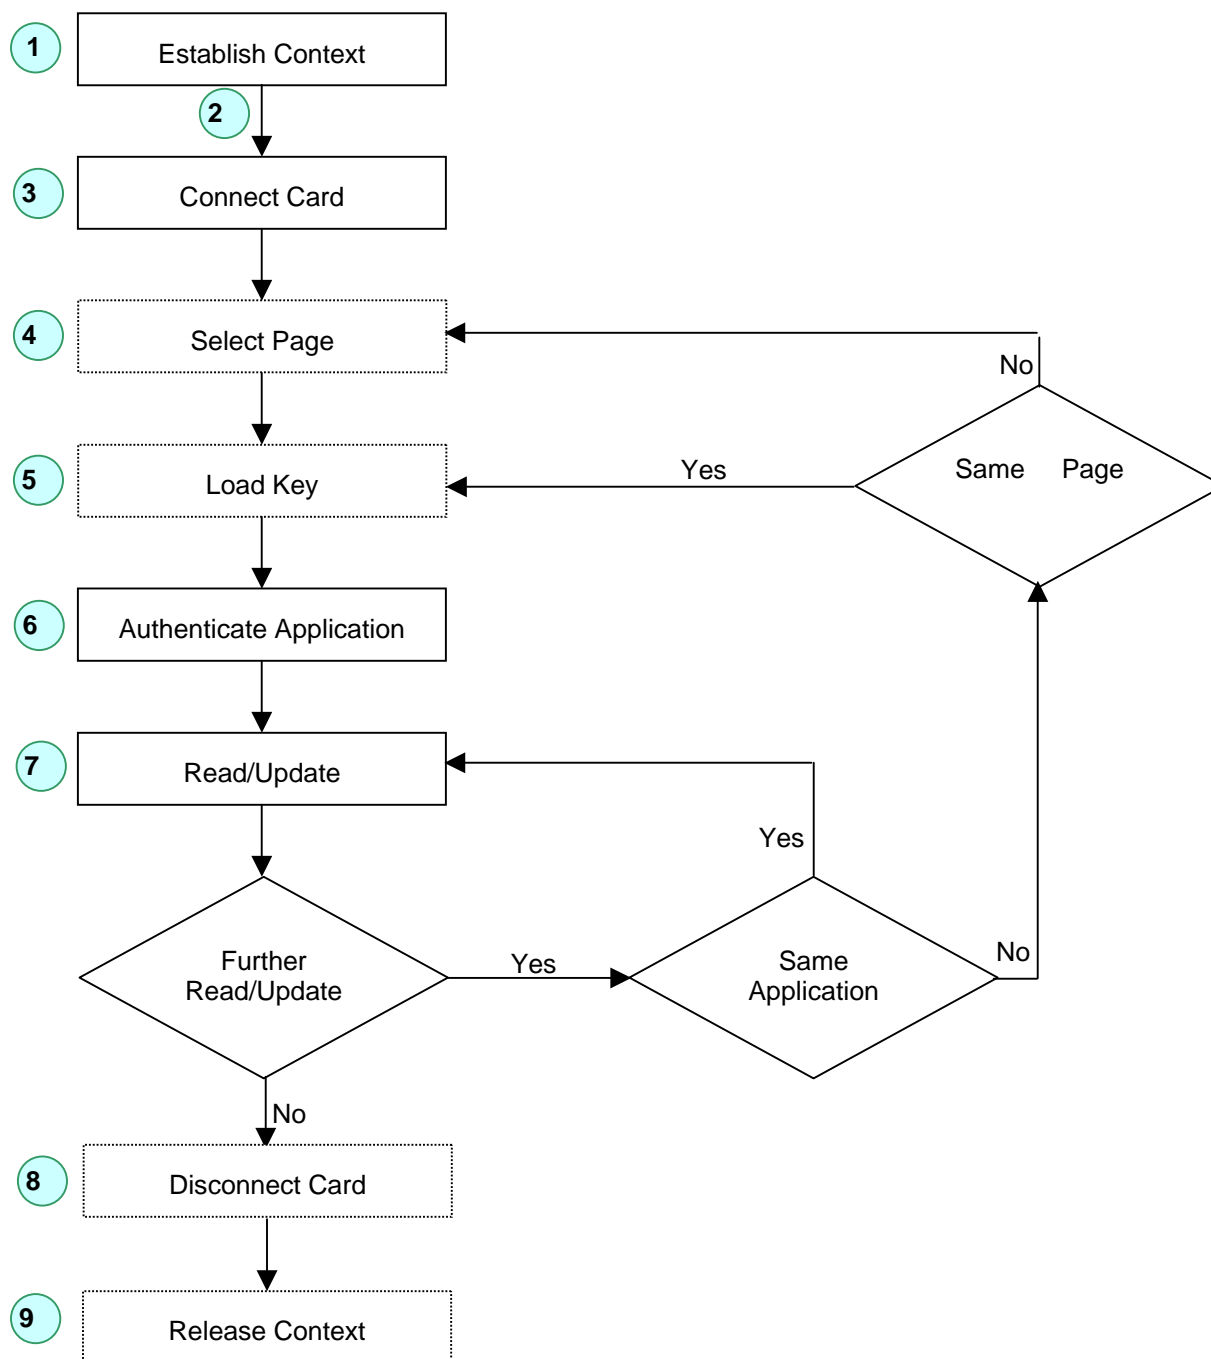 1
Establish Context
2
3
Connect Card
4
Select Page
No
5
Load Key
Yes
Same Page
6
Authenticate Application
7
Read/Update
Yes
Further
Read/Update
Yes
Same
Application
No
No
8
Disconnect Card
9
Release Context